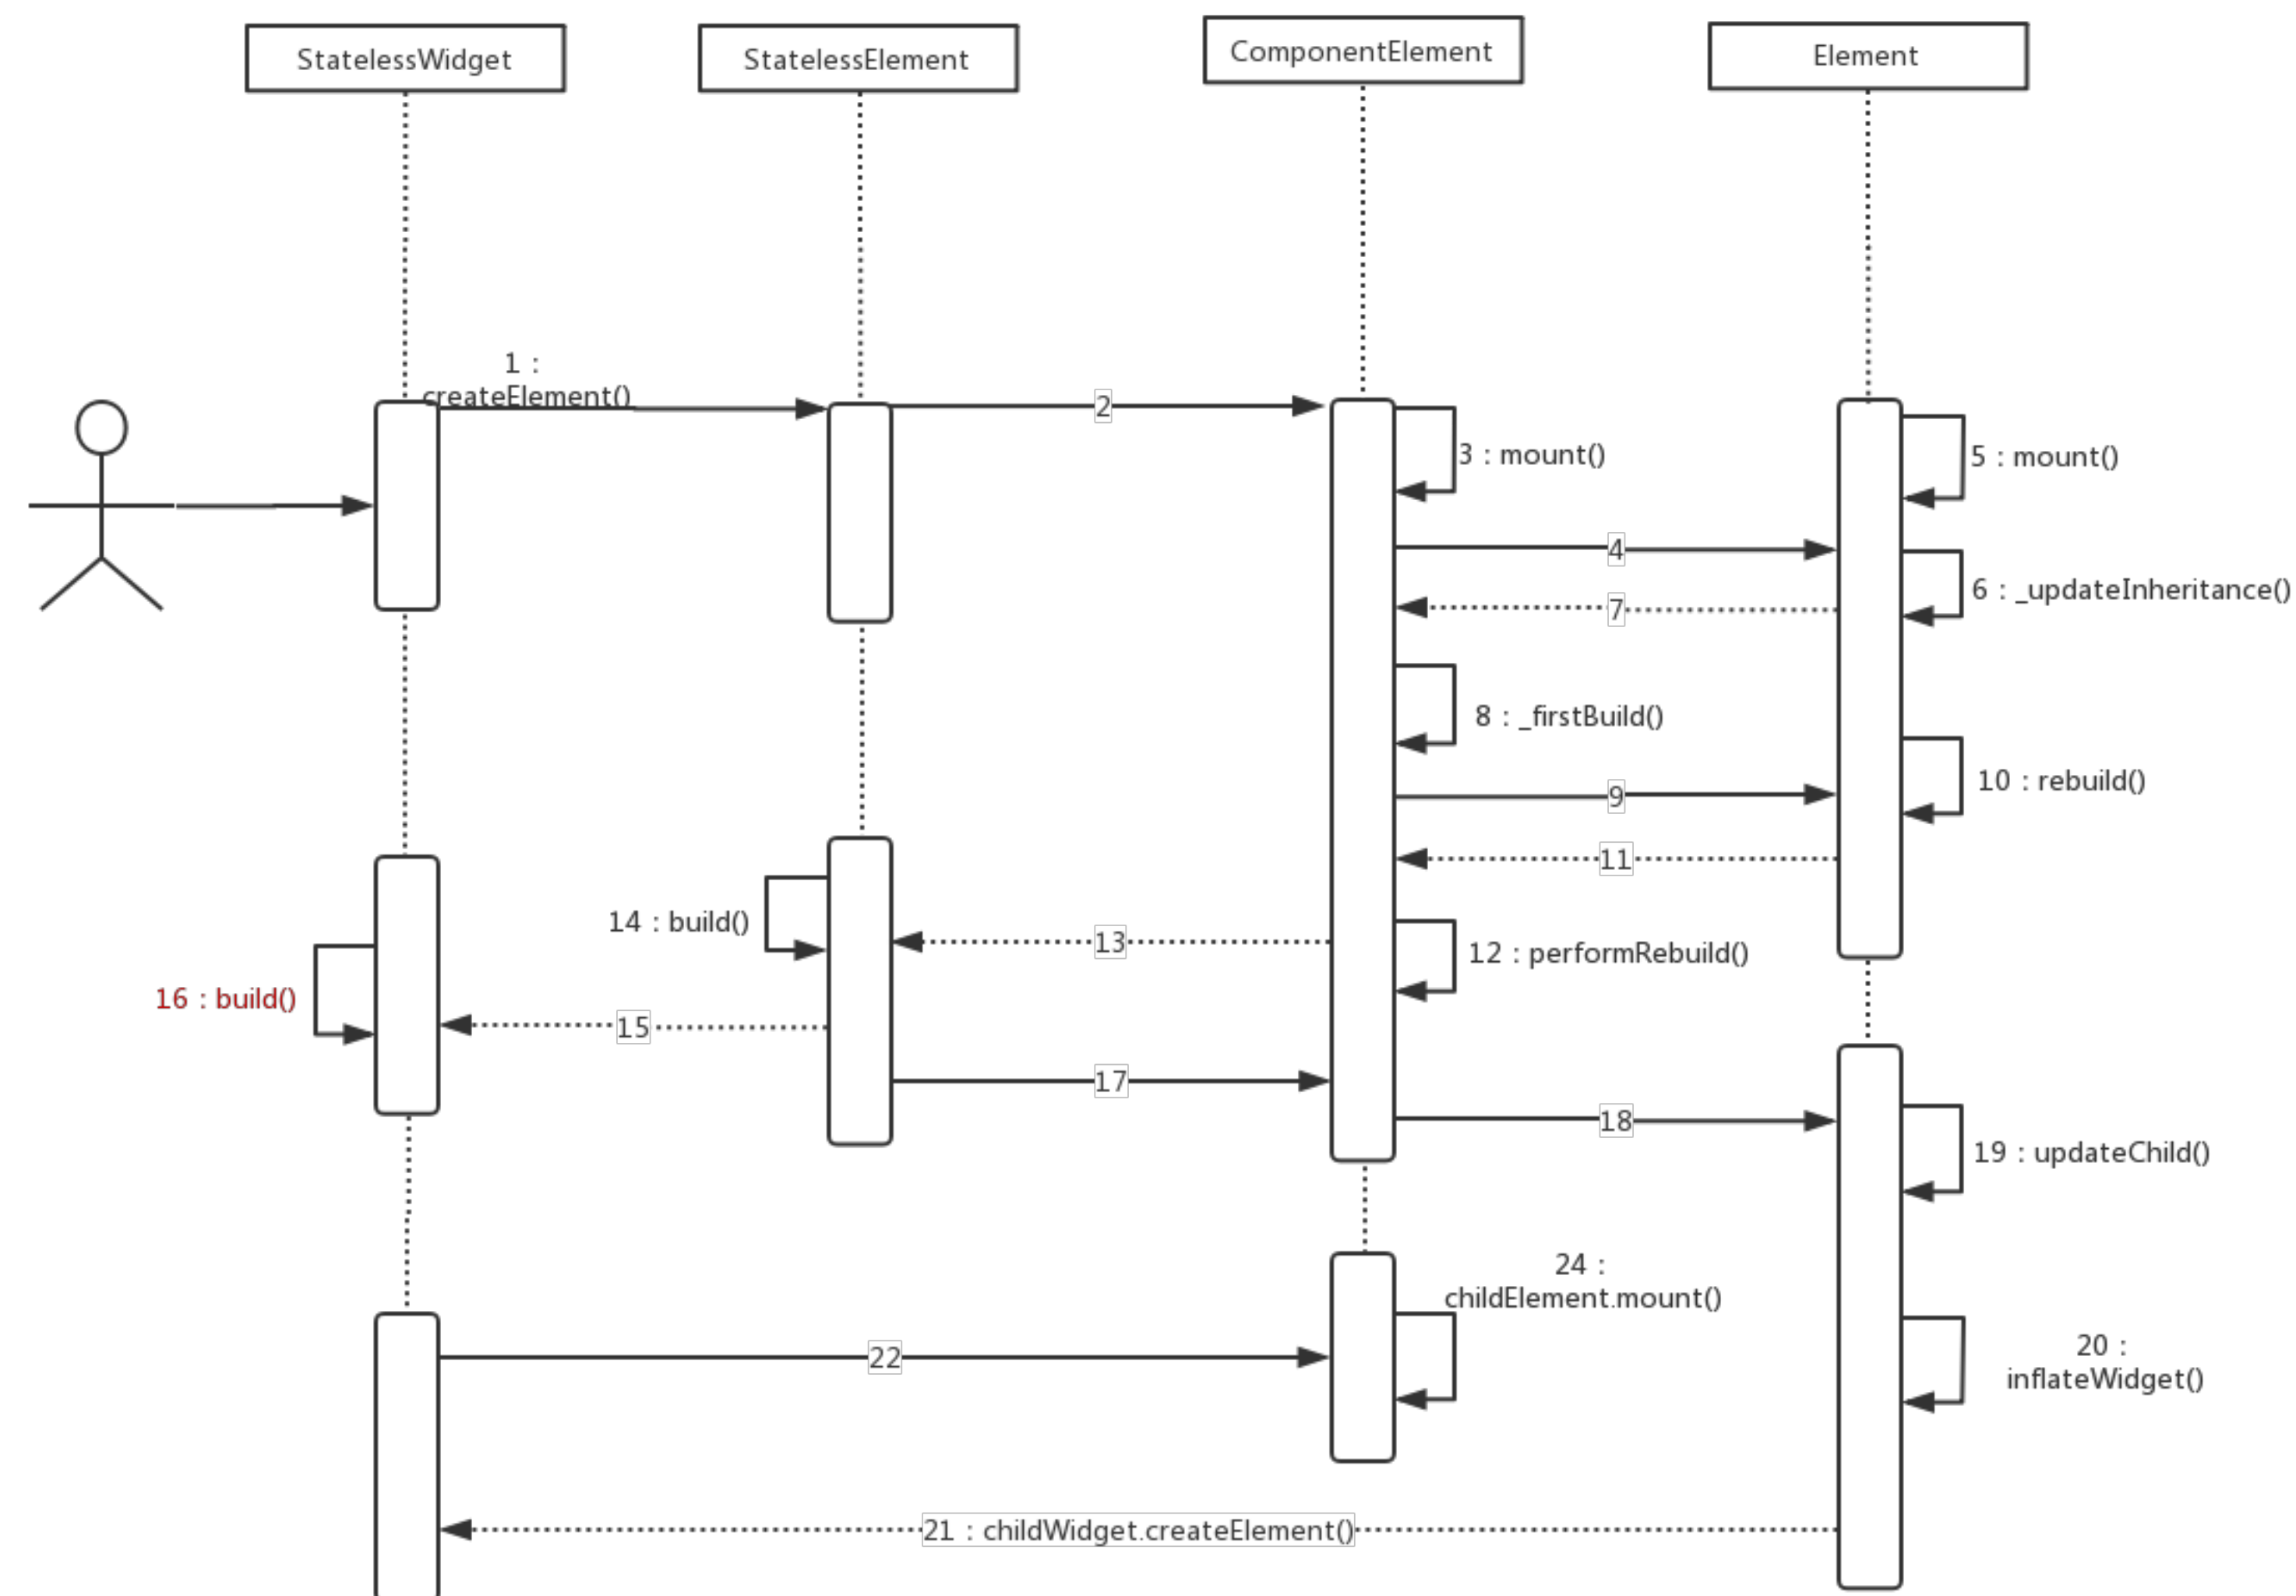 StatelessWidget
StatelessElement
ComponentElement
Element
1 :
createElement()
2
3 : mount()
5 : mount()
4
6 : _updateInheritance()
7
8 : _firstBuild()
9
10 : rebuild()
11
14 : build()
13
12 : performRebuild()
16 : build()
15
17
18
19 : updateChild()
24 :
childElement.mount()
22
20 :
inflateWidget()
21 : childWidget.createElement()